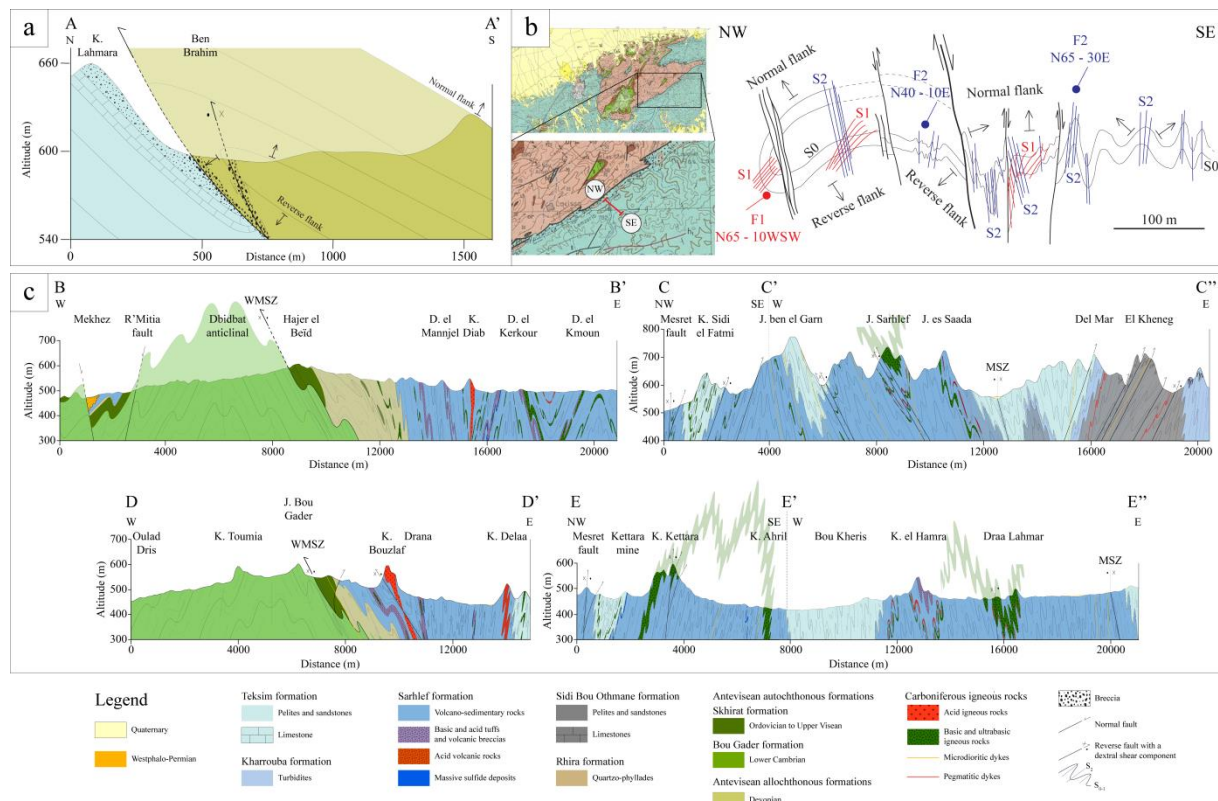 a
A
A'
N
S
K.
Lahmara
Ben
Brahim
Normal flank
Reverse flank
660
600
540
Altitude (m)
0
500
1000
1500
Distance (m)
b
NW
SE
NW
SE
Normal flank
S2
F2
N40 - 10E
F2
N65 - 30E
Normal flank
S2
S1
S1
S0
S1
S2
S0
Reverse flank
Reverse flank
S2
S2
F1
N65 - 10WSW
100 m
c
B
B'
W
E
Mekhez
R'Mitia
fault
Dbidbat
anticlinal
WMSZ
Hajer el
Beïd
D. el
Mannjel
K.
Diab
D. el
Kerkour
D. el
Kmoun
Altitude (m)
700
600
500
400
300
0
4000
8000
12000
16000
20000
Distance (m)
C
C'
C''
NW
SE
W
E
Mesret
fault
K. Sidi
el Fatmi
J. ben el Garn
J. Sarhlef
J. es Saada
MSZ
Del Mar
El Kheneg
Altitude (m)
800
700
600
500
400
0
4000
8000
12000
16000
20000
Distance (m)
D
D'
W
E
Oulad
Dris
K. Toumia
J. Bou
Gader
WMSZ
K.
Bouzlaf
Drana
K. Delaa
Altitude (m)
700
600
500
400
300
0
4000
8000
12000
Distance (m)
E
E'
E''
NW
SE
W
E
Mesret
fault
Kettara
mine
K. Kettara
K. Ahril
Bou Kheris
K. el Hamra
Draa Lahmar
MSZ
Altitude (m)
700
600
500
400
300
0
4000
8000
12000
16000
20000
Distance (m)
Legend
Quaternary
Westphalo-Permian
Teksim formation
Pelites and sandstones
Limestone
Kharrouba formation
Turbidites
Sarhlef formation
Volcano-sedimentary rocks
Basic and acid tuffs
and volcanic breccias
Acid volcanic rocks
Massive sulfide deposits
Sidi Bou Othmane formation
Pelites and sandstones
Limestones
Rhira formation
Quartzo-phyllades
Antevisean autochthonous formations
Skhirat formation
Ordovician to Upper Visean
Bou Gader formation
Lower Cambrian
Antevisean allochthonous formations
Devonian
Carboniferous igneous rocks
Acid igneous rocks
Basic and ultrabasic
igneous rocks
Microdioritic dykes
Pegmatitic dykes
Breccia
Normal fault
Reverse fault with a
dextral shear component
S1
S0-1